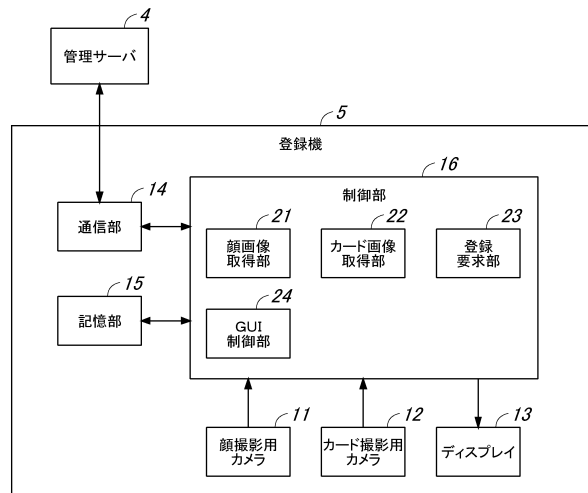 4
管理サーバ
5
登録機
14
通信部
16
制御部
21
顔画像
取得部
22
カード画像
取得部
23
登録
要求部
15
記憶部
24
GUI
制御部
11
顔撮影用
カメラ
12
カード撮影用
カメラ
13
ディスプレイ